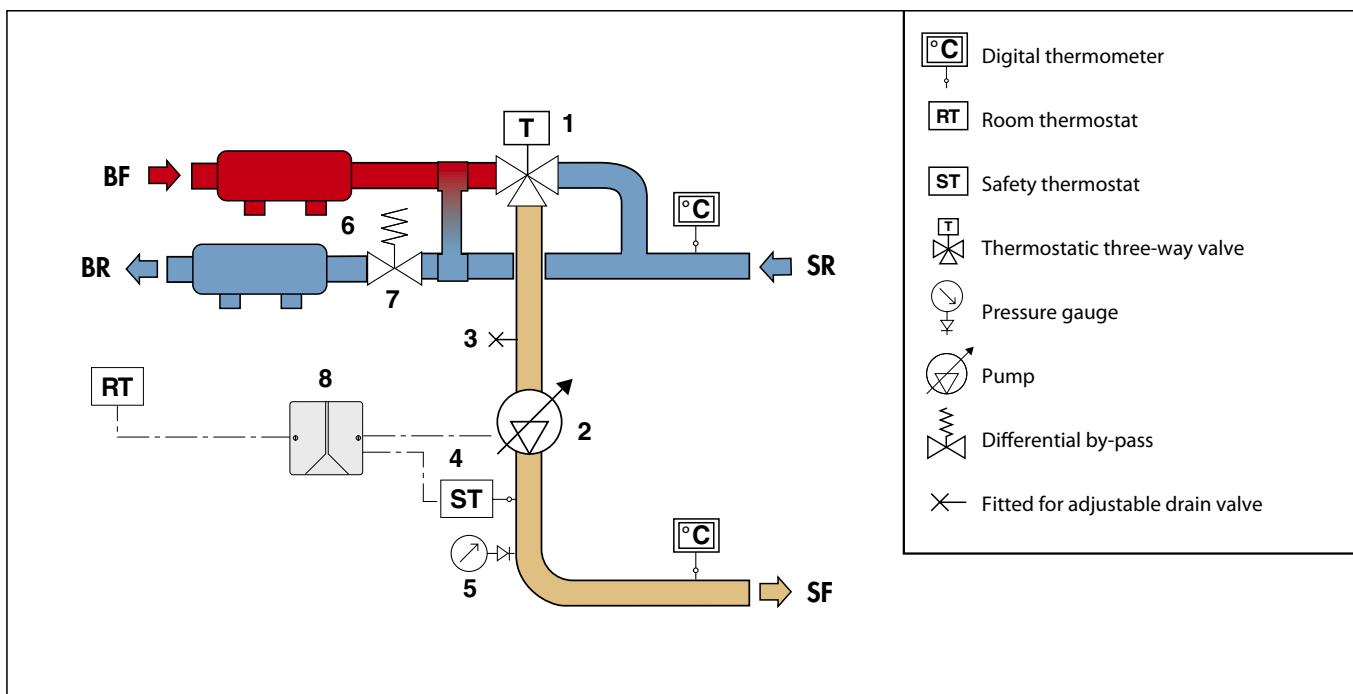 T 1
BF
°C
6
BR
SR
7
3
RT
8
2
4
ST
°C
5
SF
°C Digital thermometer
RT Room thermostat
ST Safety thermostat
T Thermostatic three-way valve
Pressure gauge
Pump
Differential by-pass
Fitted for adjustable drain valve